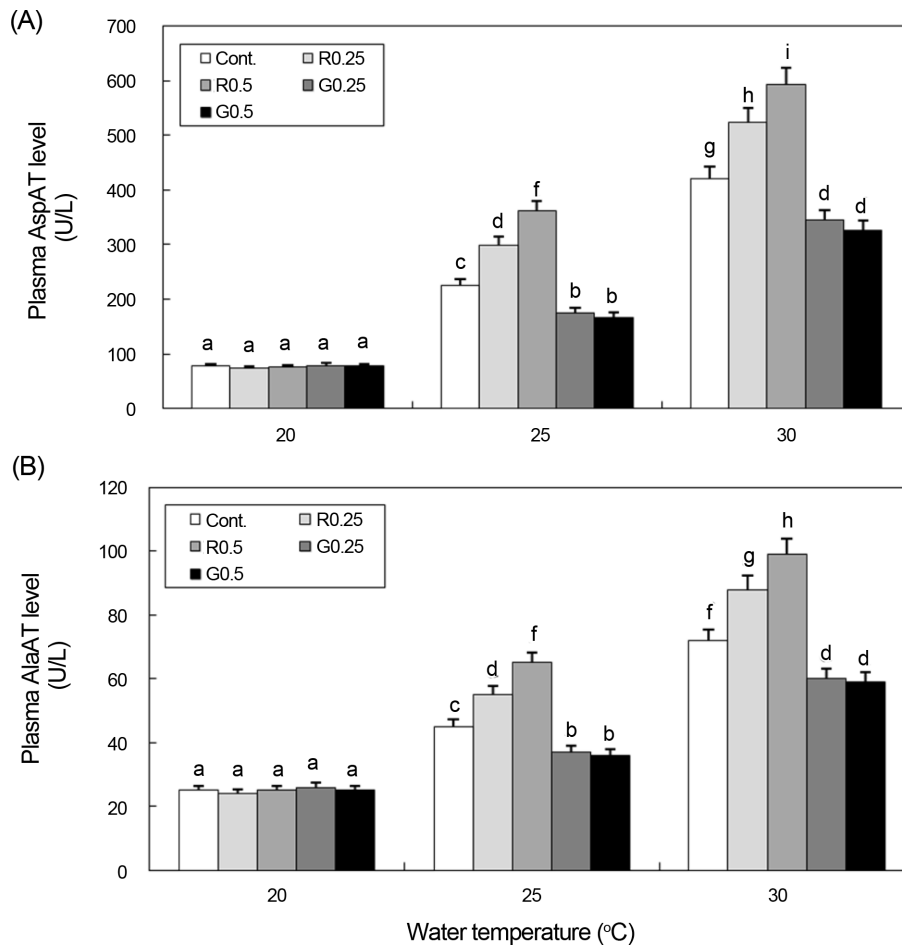 (A)
700
600
500
400
300
200
100
0
Plasma AspAT level
(U/L)
Cont. R0.25
R0.5 G0.25
G0.5
a a a a a
c d f b b
g h i d d
20 25 30
(B)
120
100
80
60
40
20
0
Plasma AlaAT level
(U/L)
Cont. R0.25
R0.5 G0.25
G0.5
a a a a a
c d f b b
f g h d d
20 25 30
Water temperature (°C)